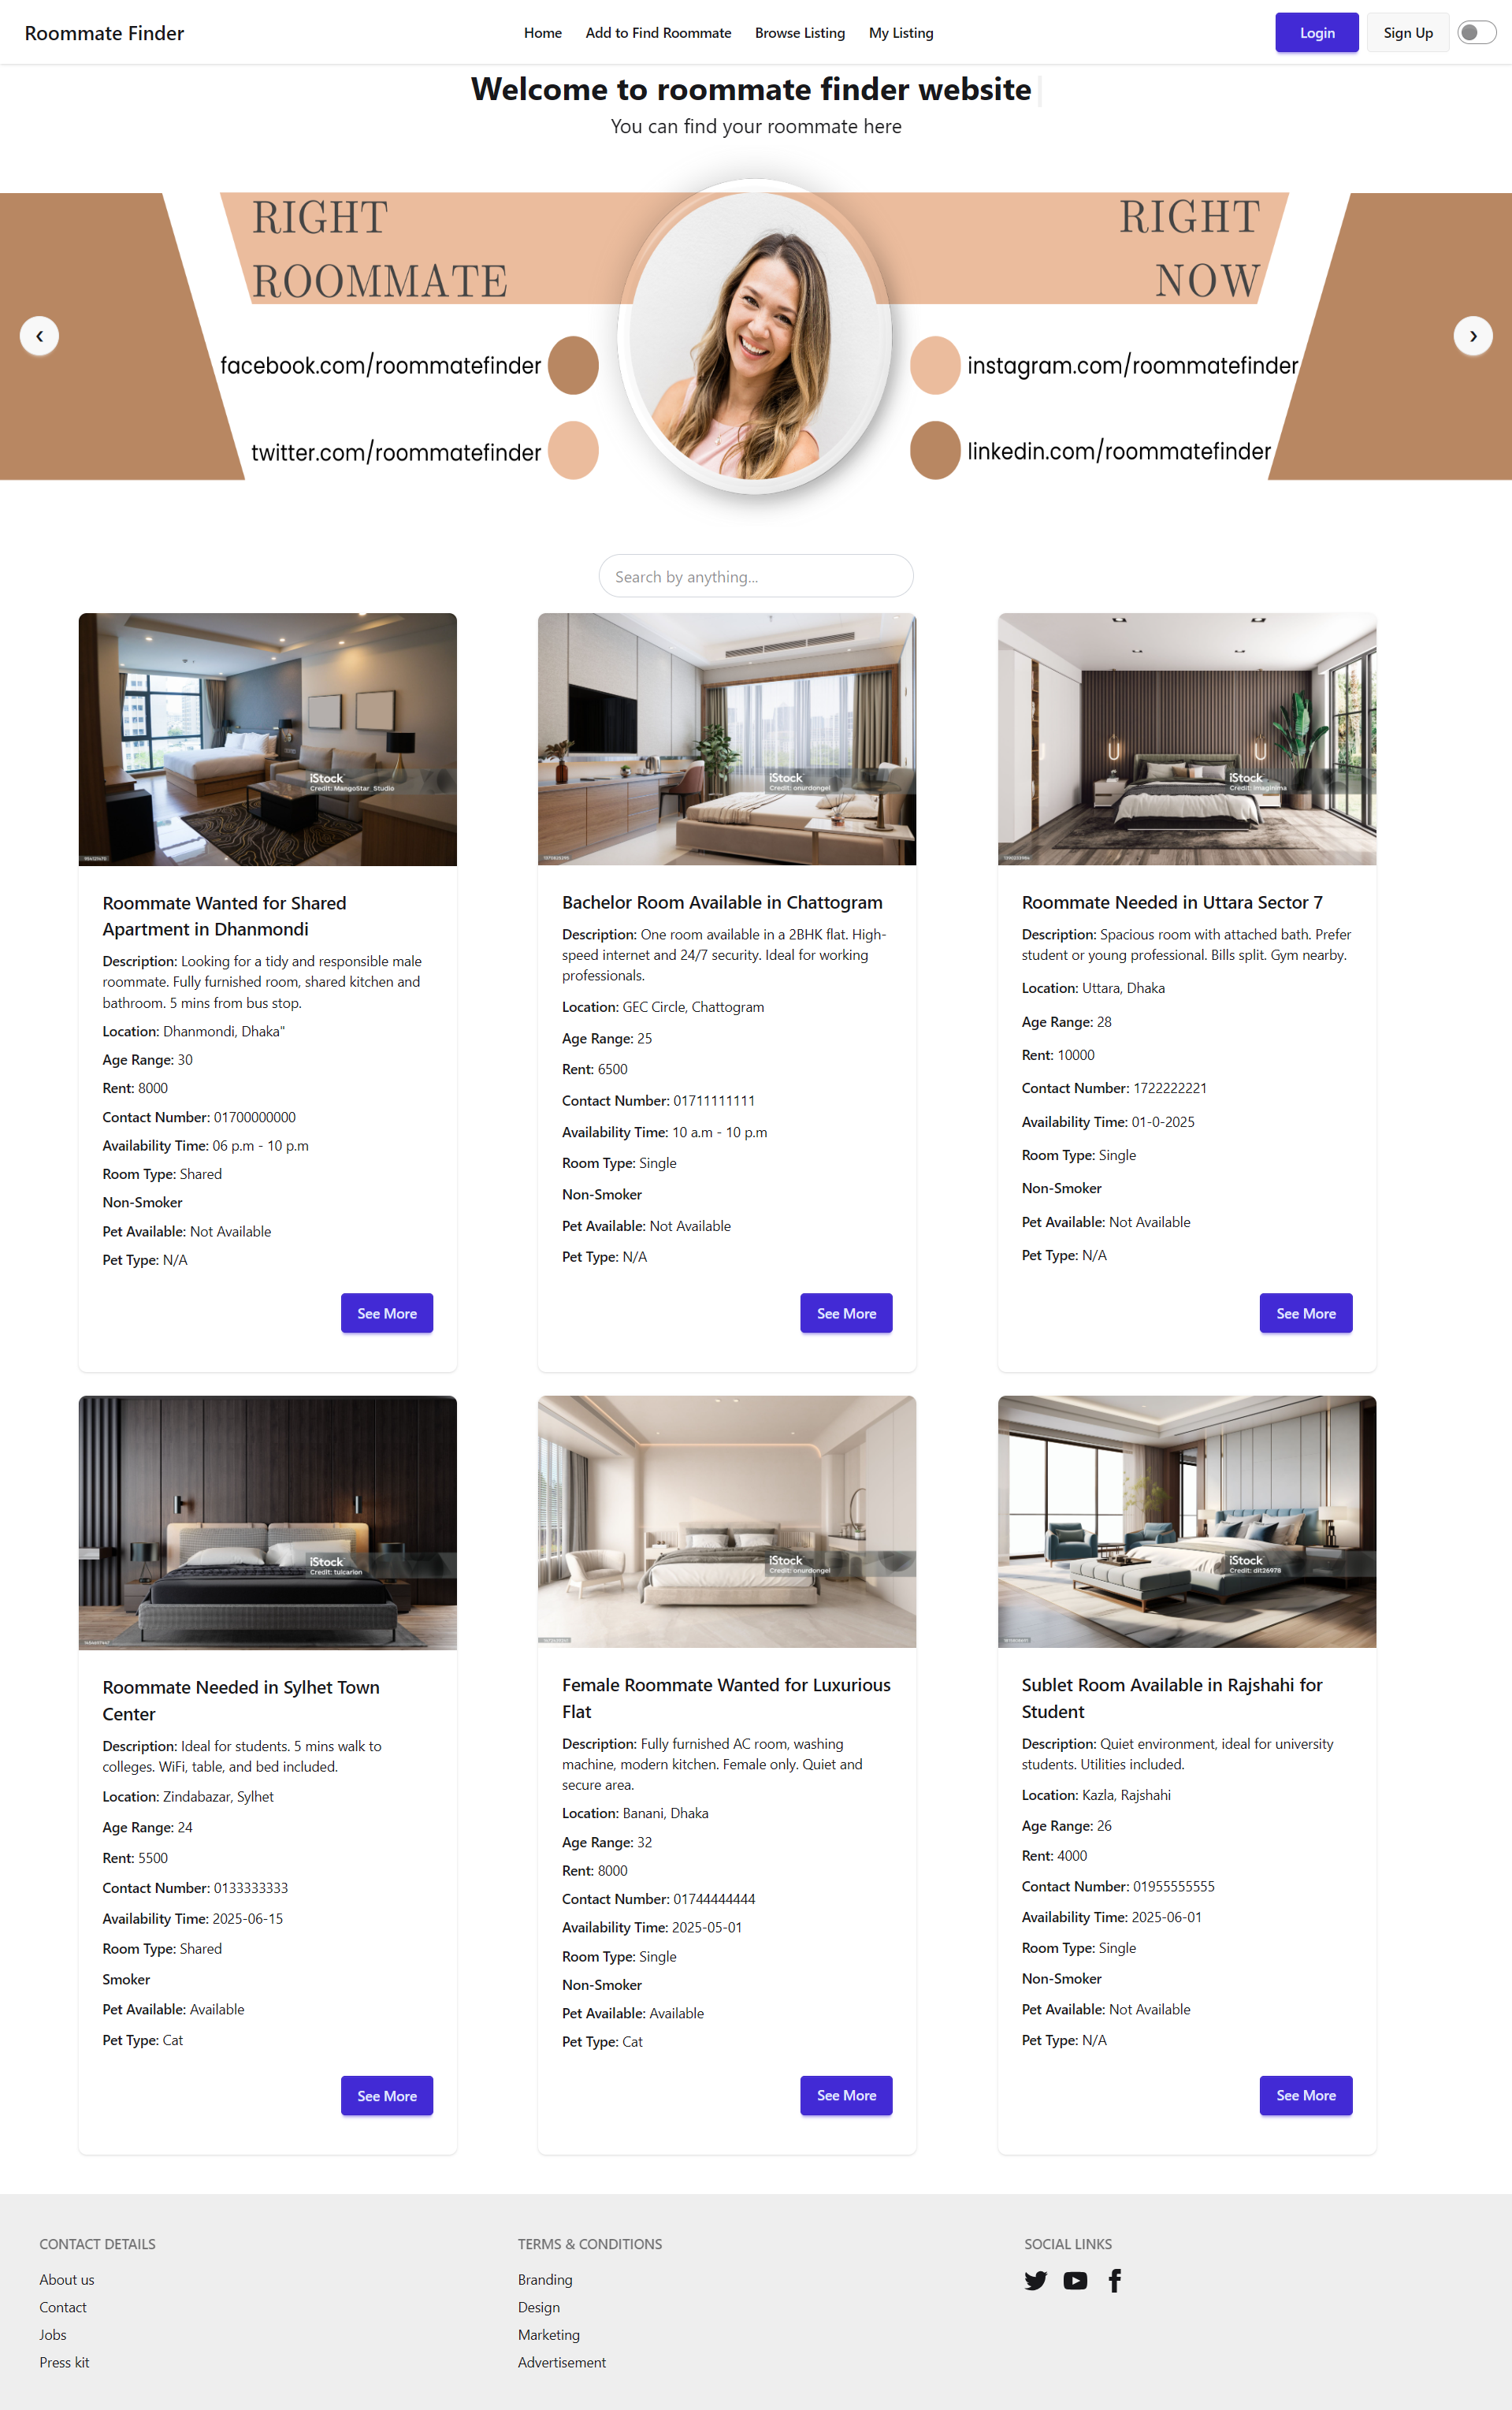 Roommate Finder
Home
Add to Find Roommate
Browse Listing
My Listing
Login
Sign Up
Welcome to roommate finder website
You can find your roommate here
RIGHT
ROOMMATE
RIGHT
NOW
facebook.com/roommatefinder
instagram.com/roommatefinder
twitter.com/roommatefinder
linkedin.com/roommatefinder
Search by anything...
iStock
Credit: MangoStar_Studio
Roommate Wanted for Shared
Apartment in Dhanmondi
Description: Looking for a tidy and responsible male
roommate. Fully furnished room, shared kitchen and
bathroom. 5 mins from bus stop.
Location: Dhanmondi, Dhaka"
Age Range: 30
Rent: 8000
Contact Number: 01700000000
Availability Time: 06 p.m - 10 p.m
Room Type: Shared
Non-Smoker
Pet Available: Not Available
Pet Type: N/A
See More
iStock
Credit: onurdongel
Bachelor Room Available in Chattogram
Description: One room available in a 2BHK flat. High-
speed internet and 24/7 security. Ideal for working
professionals.
Location: GEC Circle, Chattogram
Age Range: 25
Rent: 6500
Contact Number: 01711111111
Availability Time: 10 a.m - 10 p.m
Room Type: Single
Non-Smoker
Pet Available: Not Available
Pet Type: N/A
See More
iStock
Credit: imaginima
Roommate Needed in Uttara Sector 7
Description: Spacious room with attached bath. Prefer
student or young professional. Bills split. Gym nearby.
Location: Uttara, Dhaka
Age Range: 28
Rent: 10000
Contact Number: 1722222221
Availability Time: 01-0-2025
Room Type: Single
Non-Smoker
Pet Available: Not Available
Pet Type: N/A
See More
iStock
Credit: tulcarion
Roommate Needed in Sylhet Town
Center
Description: Ideal for students. 5 mins walk to
colleges. WiFi, table, and bed included.
Location: Zindabazar, Sylhet
Age Range: 24
Rent: 5500
Contact Number: 0133333333
Availability Time: 2025-06-15
Room Type: Shared
Smoker
Pet Available: Available
Pet Type: Cat
See More
iStock
Credit: onurdongel
Female Roommate Wanted for Luxurious
Flat
Description: Fully furnished AC room, washing
machine, modern kitchen. Female only. Quiet and
secure area.
Location: Banani, Dhaka
Age Range: 32
Rent: 8000
Contact Number: 01744444444
Availability Time: 2025-05-01
Room Type: Single
Non-Smoker
Pet Available: Available
Pet Type: Cat
See More
iStock
Credit: dit26978
Sublet Room Available in Rajshahi for
Student
Description: Quiet environment, ideal for university
students. Utilities included.
Location: Kazla, Rajshahi
Age Range: 26
Rent: 4000
Contact Number: 01955555555
Availability Time: 2025-06-01
Room Type: Single
Non-Smoker
Pet Available: Not Available
Pet Type: N/A
See More
CONTACT DETAILS
About us
Contact
Jobs
Press kit
TERMS & CONDITIONS
Branding
Design
Marketing
Advertisement
SOCIAL LINKS